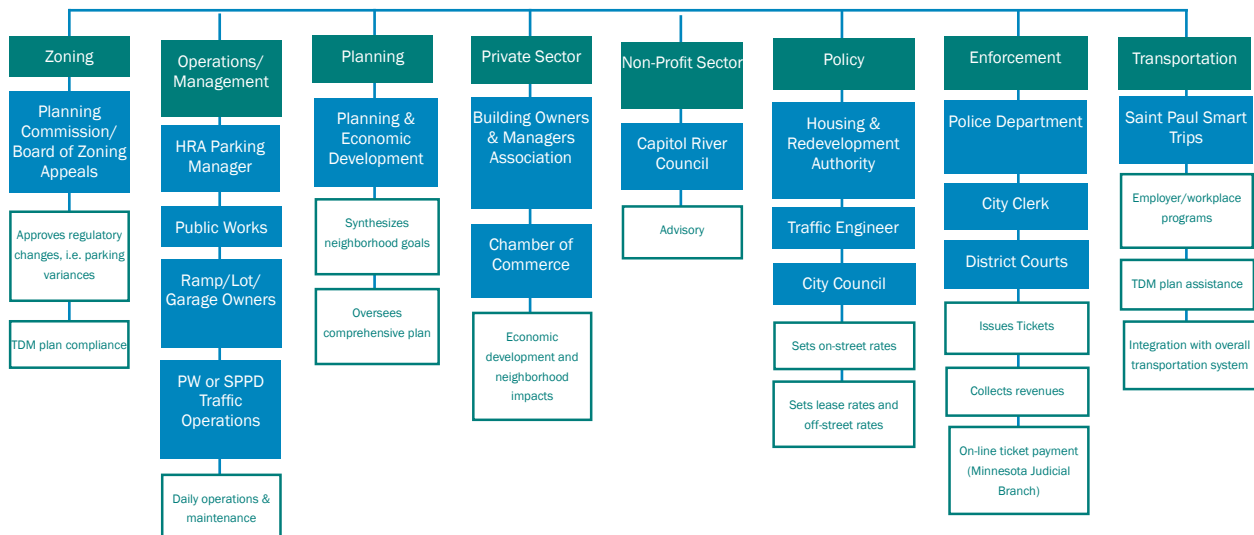 Zoning
Planning
Commission/
Board of Zoning
Appeals
Approves regulatory
changes, i.e. parking
variances
TDM plan compliance
Operations/
Management
HRA Parking
Manager
Public Works
Ramp/Lot/
Garage Owners
PW or SPPD
Traffic
Operations
Daily operations &
maintenance
Planning
Planning &
Economic
Development
Synthesizes
neighborhood goals
Oversees
comprehensive plan
Private Sector
Building Owners
& Managers
Association
Chamber of
Commerce
Economic
development and
neighborhood
impacts
Non-Profit Sector
Capitol River
Council
Advisory
Policy
Housing &
Redevelopment
Authority
Traffic Engineer
City Council
Sets on-street rates
Sets lease rates and
off-street rates
Enforcement
Police Department
City Clerk
District Courts
Issues Tickets
Collects revenues
On-line ticket payment
(Minnesota Judicial
Branch)
Transportation
Saint Paul Smart
Trips
Employer/workplace
programs
TDM plan assistance
Integration with overall
transportation system